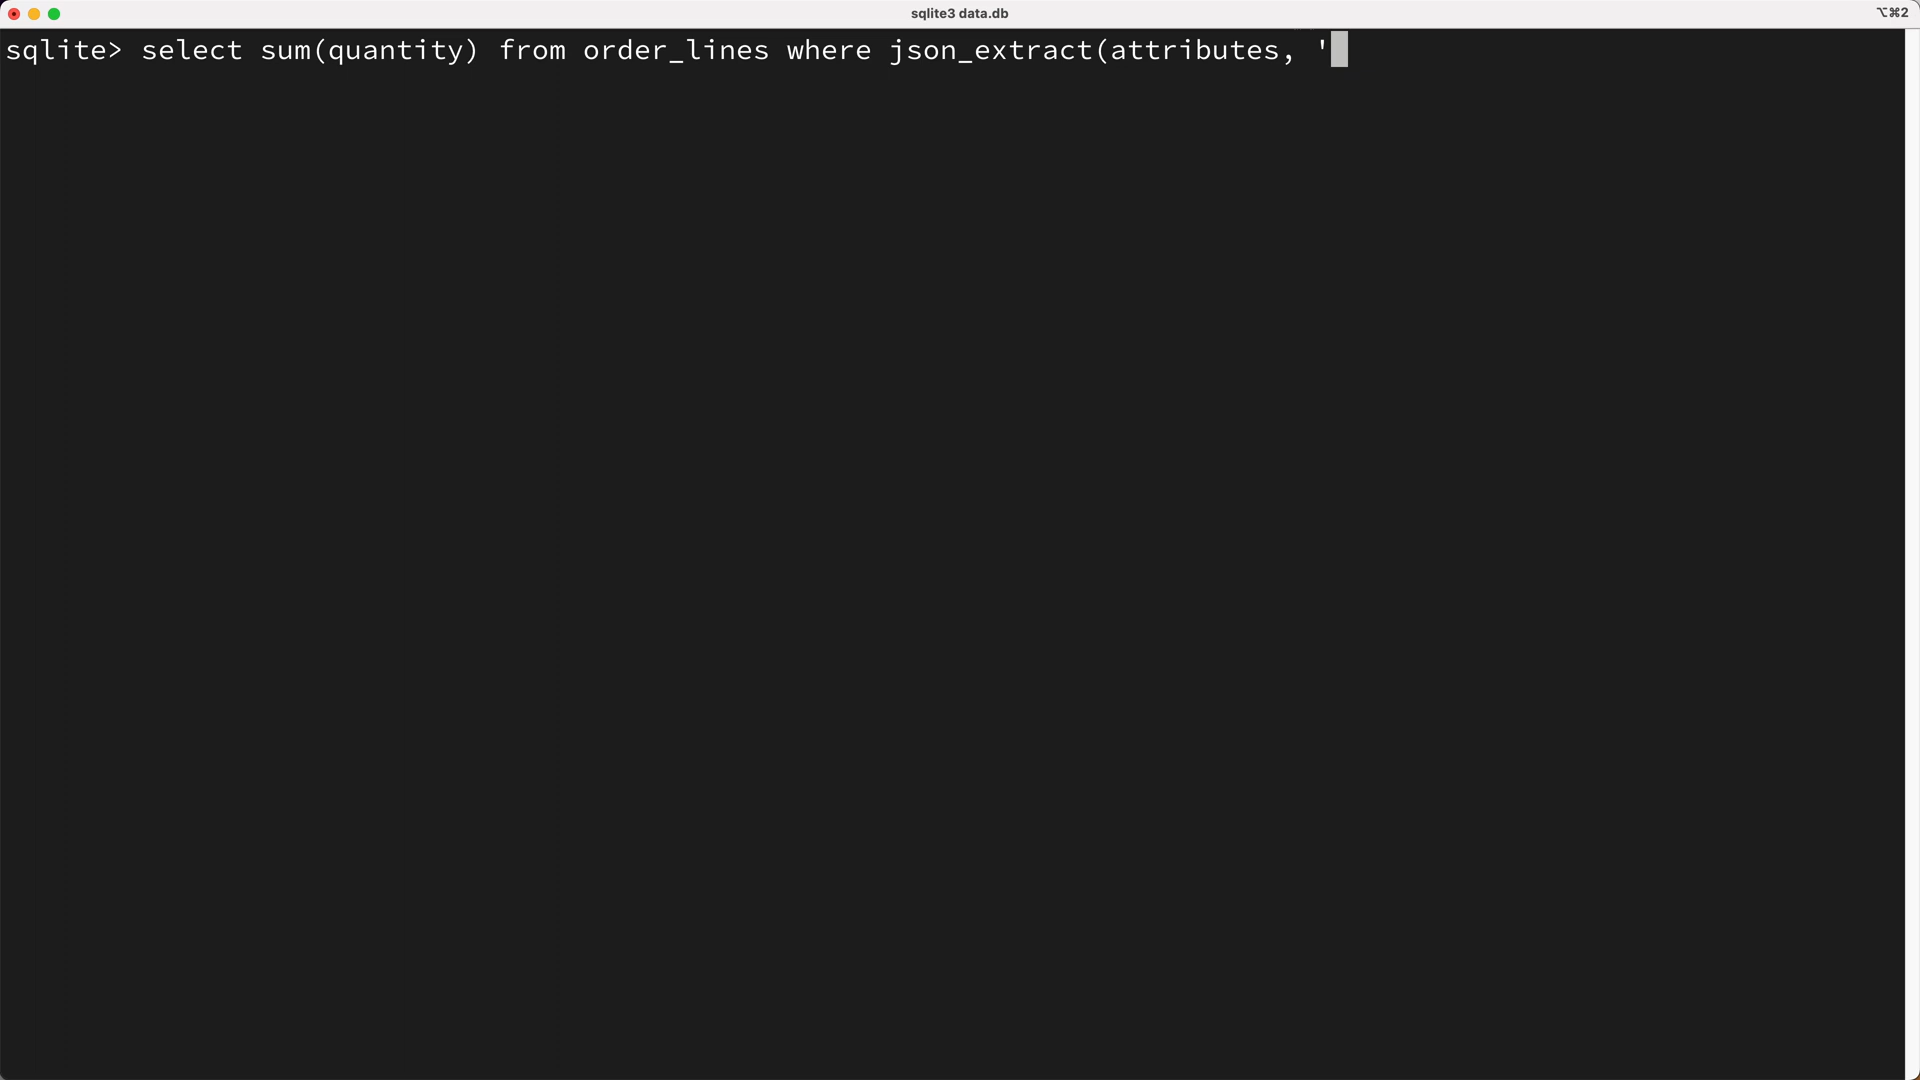 sqlite3 data.db
⌥⌘2
sqlite> select sum(quantity) from order_lines where json_extract(attributes, '